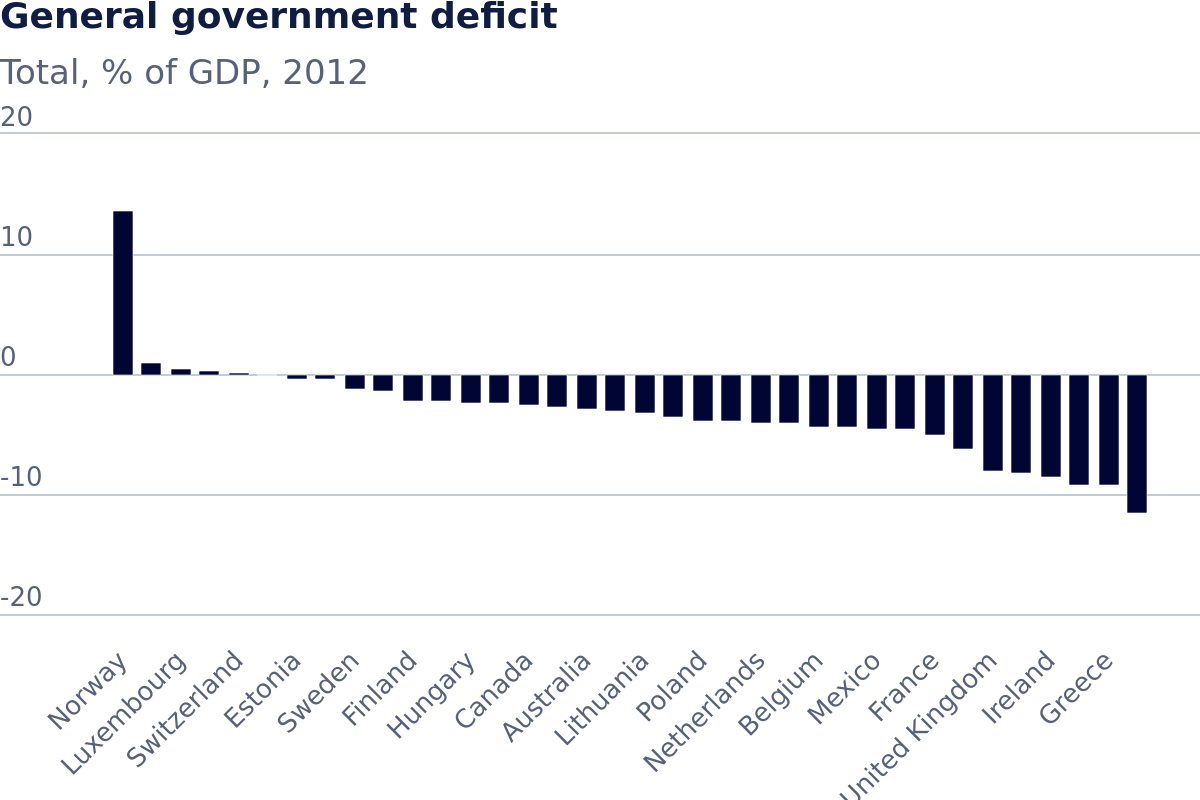 General government deficit
Total, % of GDP, 2012
20
10
0
-10
-20
Norway
Luxembourg
Switzerland
Estonia
Sweden
Finland
Hungary
Canada
Australia
Lithuania
Poland
Netherlands
Belgium
Mexico
France
United Kingdom
Ireland
Greece